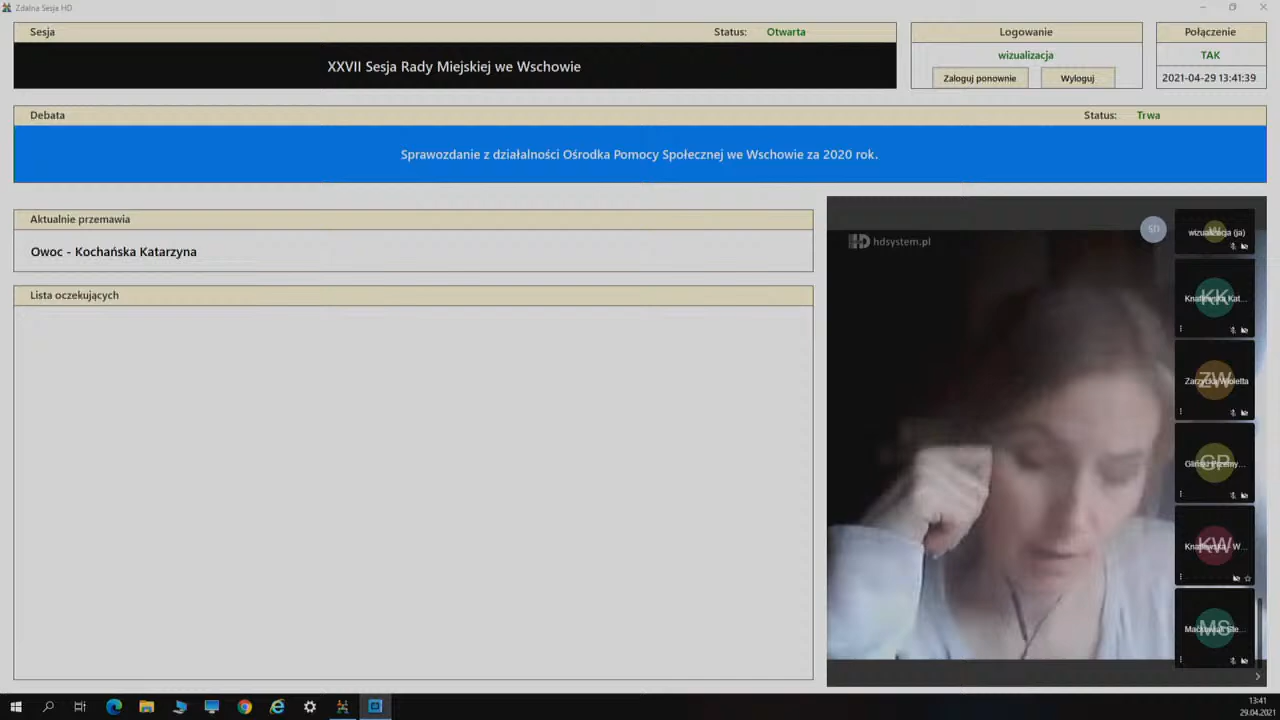 Zdalna Sesja HD
Sesja
Status: Otwarta
XXVII Sesja Rady Miejskiej we Wschowie
Logowanie
wizualizacja
Zaloguj ponownie
Wyloguj
Połączenie
TAK
2021-04-29 13:41:39
Debata
Status: Trwa
Sprawozdanie z działalności Ośrodka Pomocy Społecznej we Wschowie za 2020 rok.
Aktualnie przemawia
Owoc - Kochańska Katarzyna
Lista oczekujących
HD hdsystem.pl
SD
wizualizacja (ja)
KK
ZW
Zarzycka Wioletta
GP
KW
MS
13:41
29.04.2021